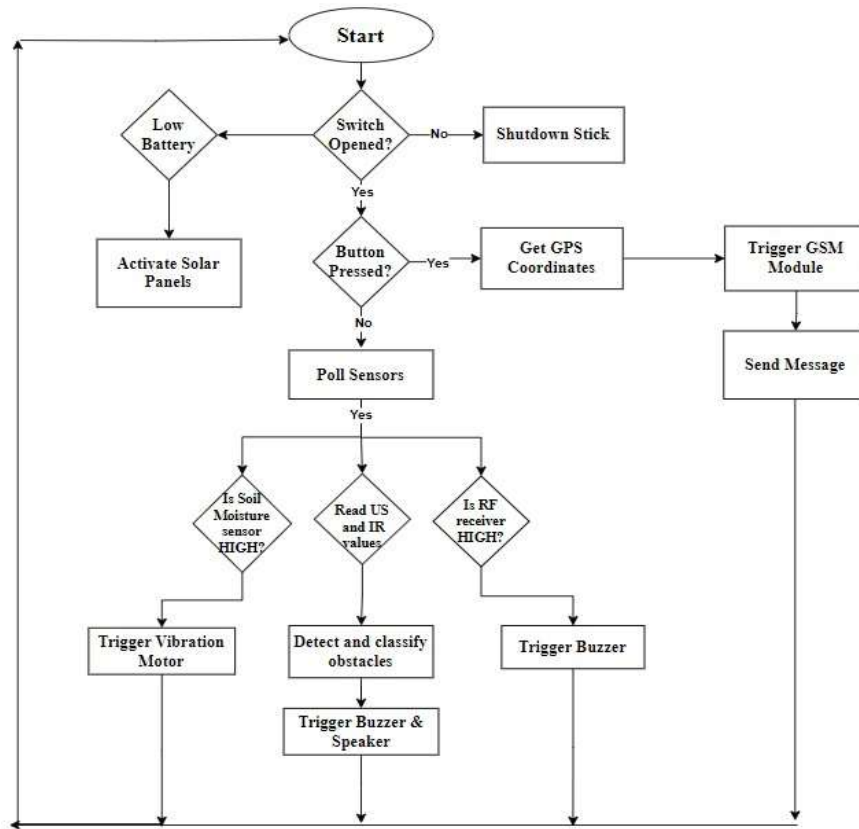 Start
Low
Battery
Switch
Opened?
No
Shutdown Stick
Yes
Activate Solar
Panels
Button
Pressed?
Yes
Get GPS
Coordinates
Trigger GSM
Module
No
Send Message
Poll Sensors
Yes
Is Soil
Moisture
sensor
HIGH?
Read US
and IR
values
Is RF
receiver
HIGH?
Trigger Vibration
Motor
Detect and classify
obstacles
Trigger Buzzer
Trigger Buzzer &
Speaker